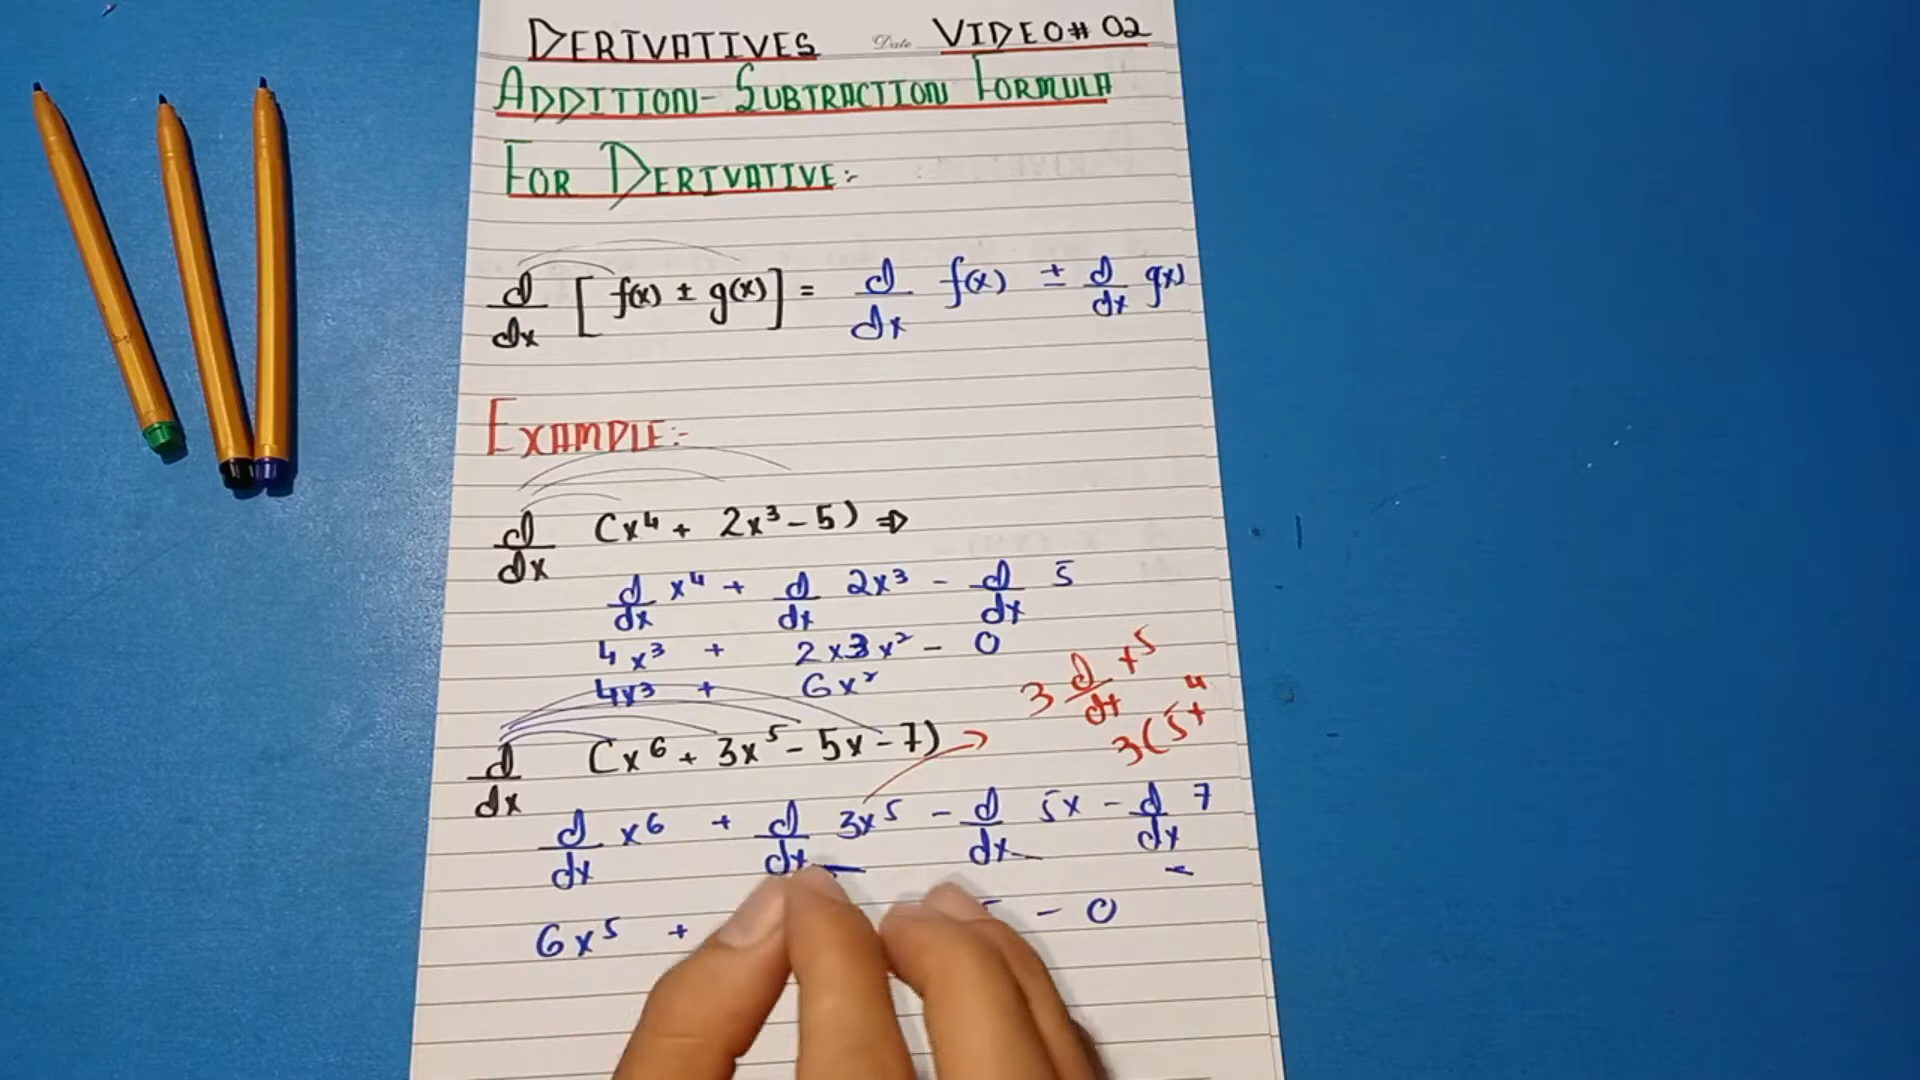 DERIVATIVES Date VIDEO# 02
ADDITION-SUBTRACTION FORMULA
FOR DERIVATIVE:-
d/dx [f(x) ± g(x)] = d/dx f(x) ± d/dx g(x)
EXAMPLE:-
d/dx (x⁴ + 2x³ - 5) ⇒
d/dx x⁴ + d/dx 2x³ - d/dx 5
4x³ + 2x3x² - 0
4x³ + 6x²
3 d/dx x⁵
3(5x⁴
d/dx (x⁶ + 3x⁵ - 5x - 7)
d/dx x⁶ + d/dx 3x⁵ - d/dx 5x - d/dx 7
6x⁵ + - 0